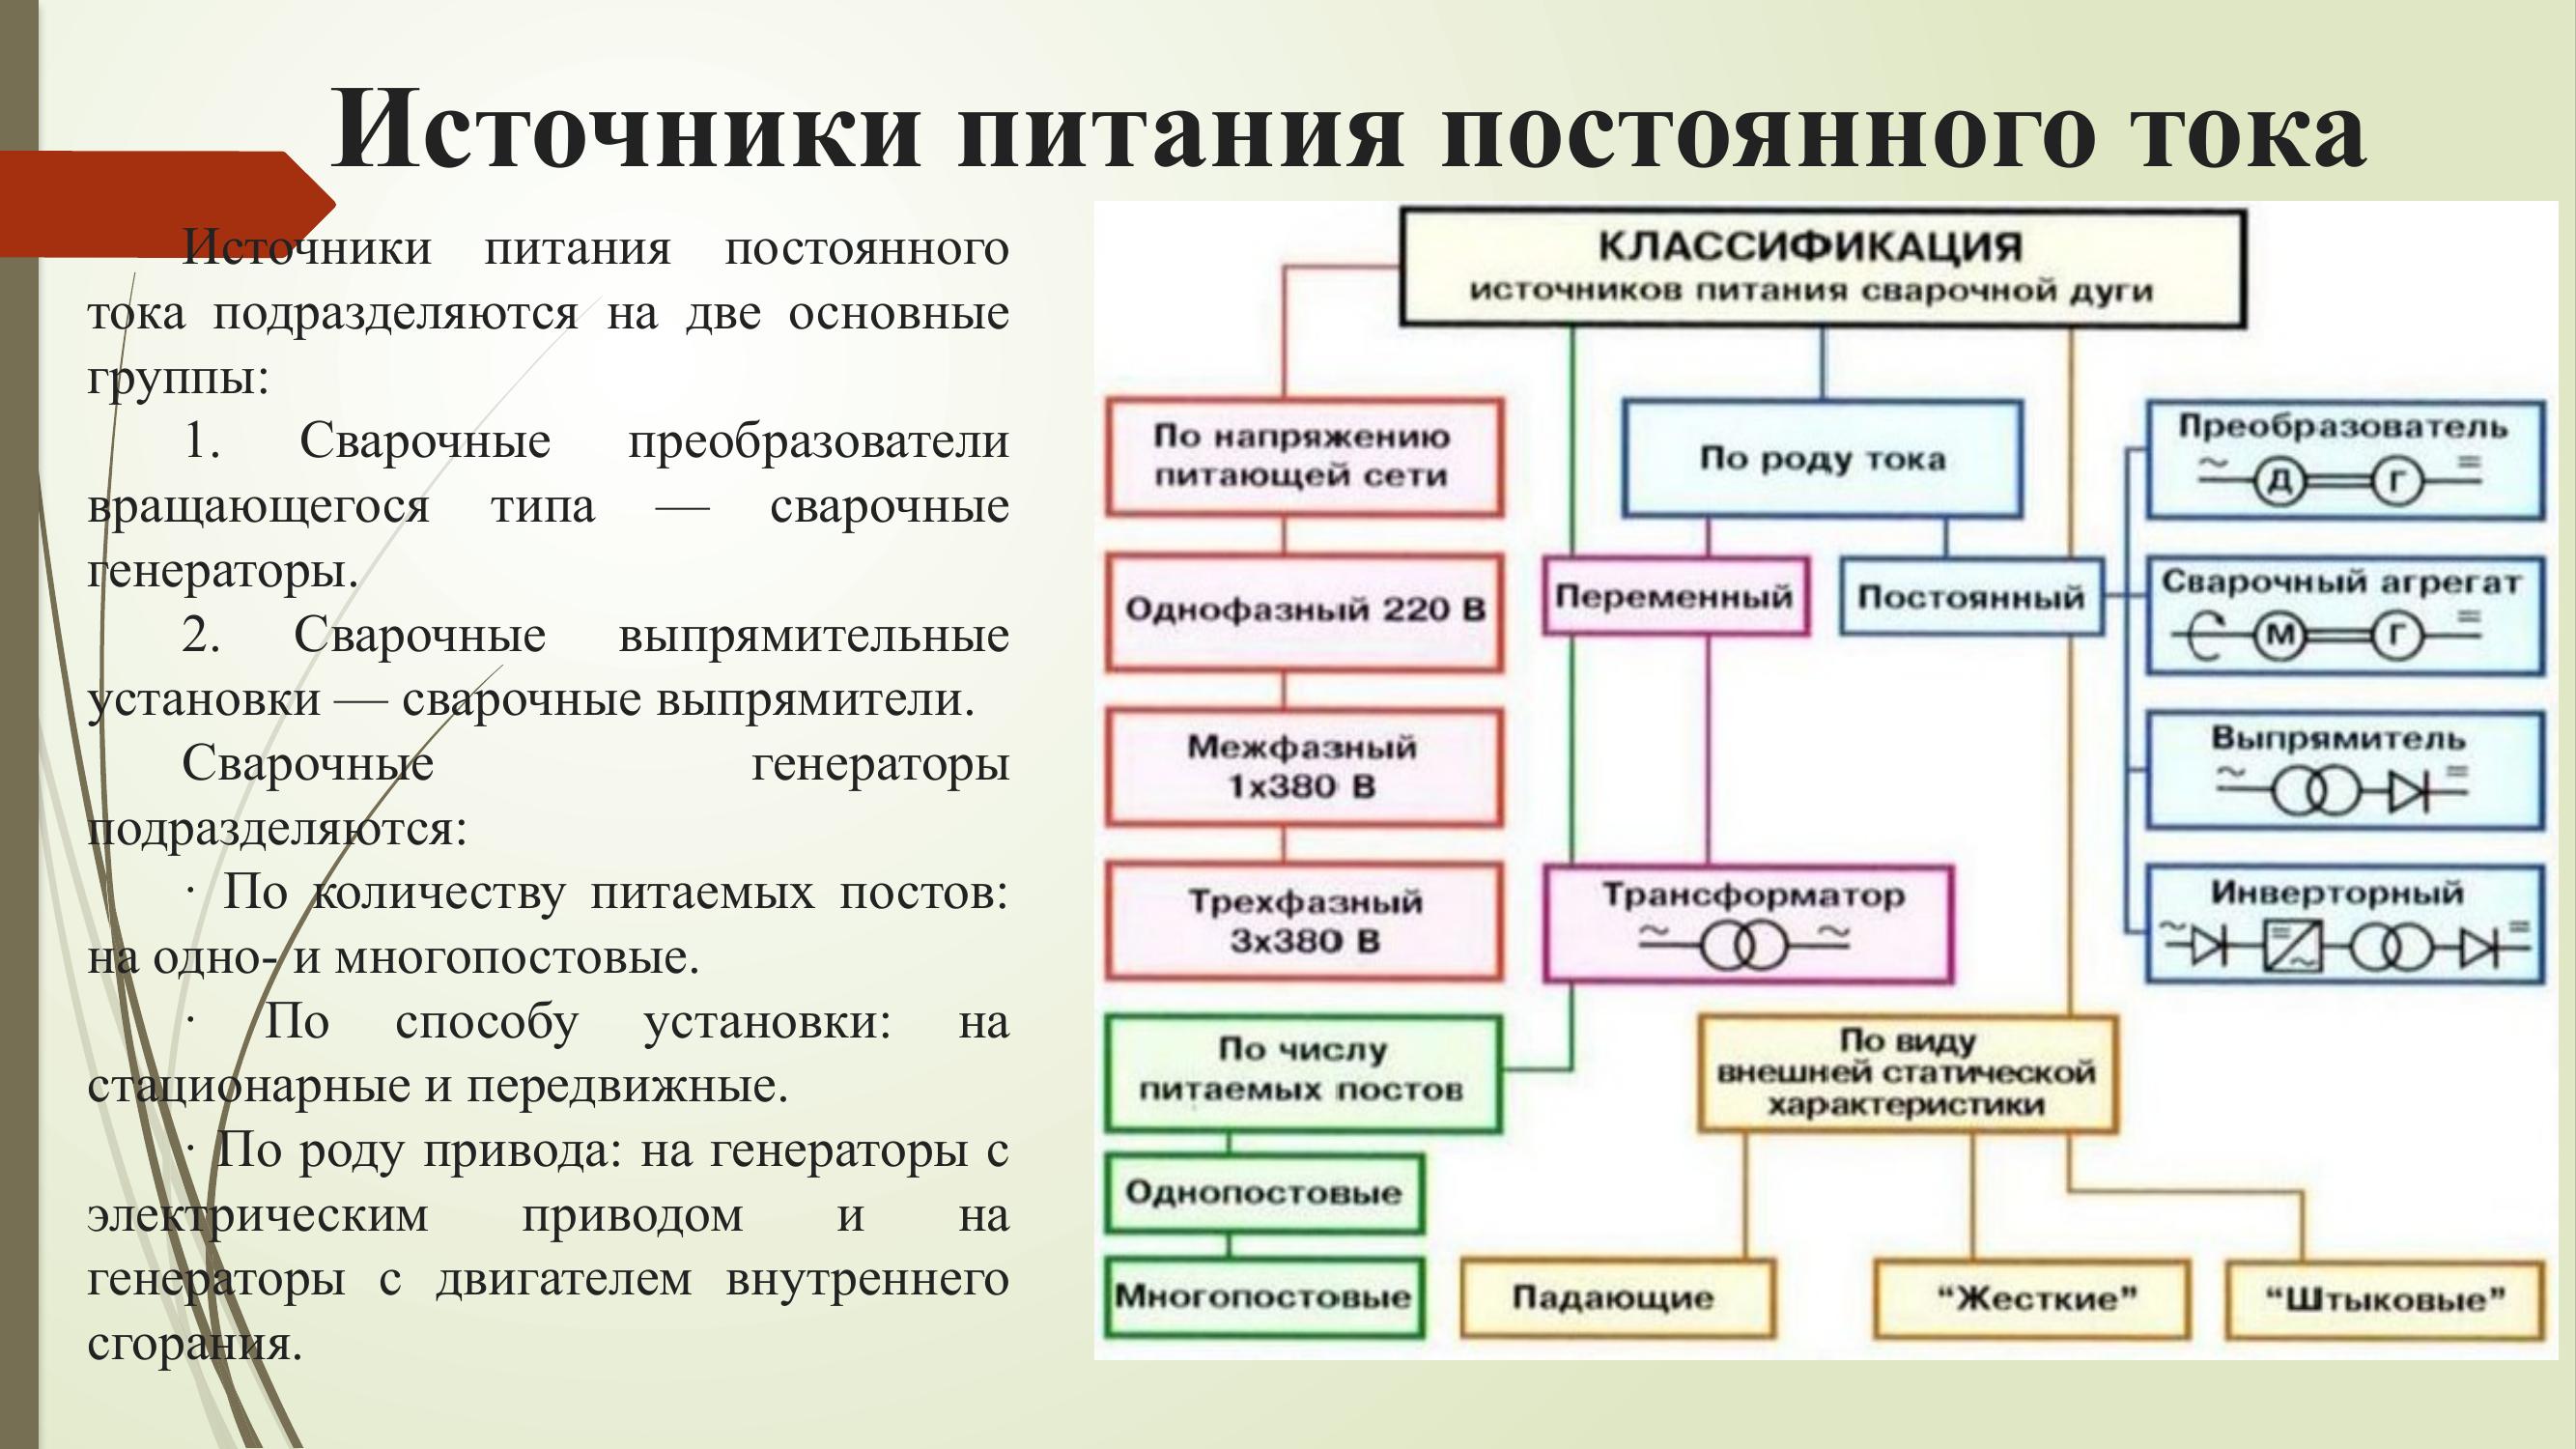 Источники питания постоянного тока
Источники питания постоянного
тока подразделяются на две основные
группы:
1. Сварочные преобразователи
вращающегося типа — сварочные
генераторы.
2. Сварочные выпрямительные
установки — сварочные выпрямители.
Сварочные генераторы
подразделяются:
· По количеству питаемых постов:
на одно- и многопостовые.
· По способу установки: на
стационарные и передвижные.
· По роду привода: на генераторы с
электрическим приводом и на
генераторы с двигателем внутреннего
сгорания.
КЛАССИФИКАЦИЯ
источников питания сварочной дуги
По напряжению
питающей сети
Однофазный 220 В
Межфазный
1х380 В
Трехфазный
3х380 В
По числу
питаемых постов
Однопостовые
Многопостовые
По роду тока
Переменный
Постоянный
Трансформатор
~ ~
По виду
внешней статической
характеристики
Падающие
“Жесткие”
“Штыковые”
Преобразователь
~ Д Г =
Сварочный агрегат
М Г =
Выпрямитель
~ =
Инверторный
~ = ~ =